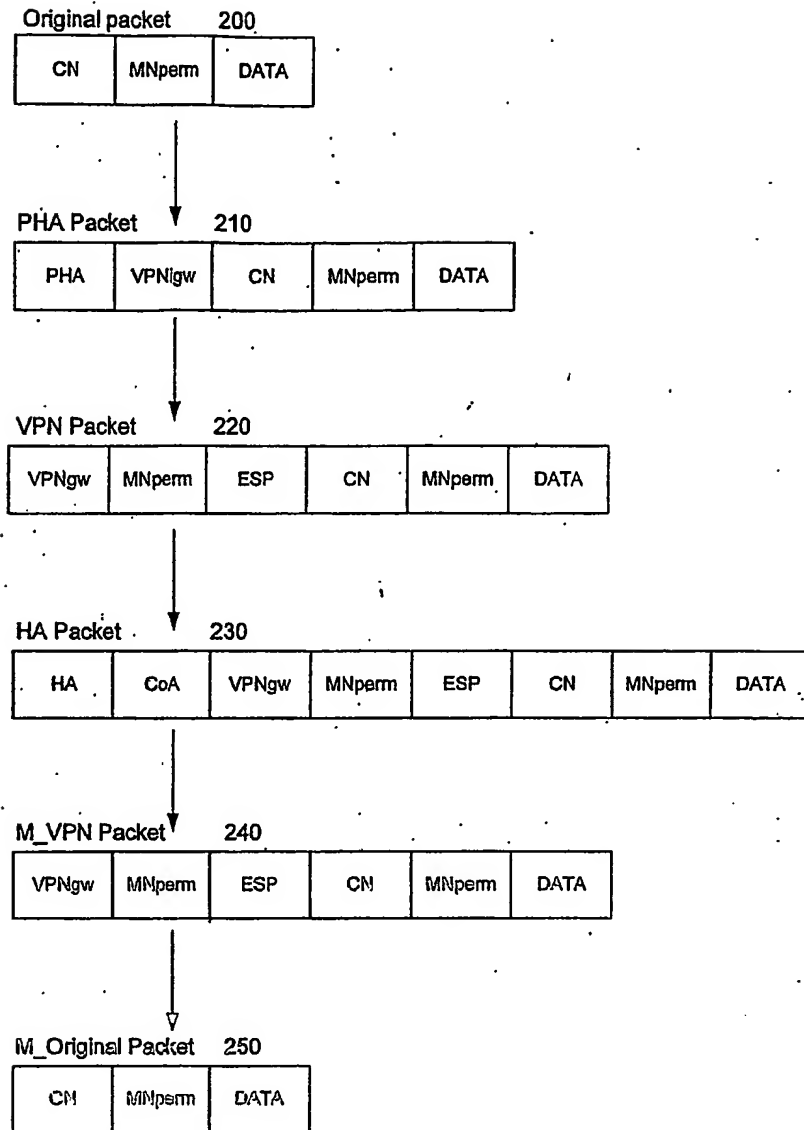 Original packet 200
CN MNperm DATA
PHA Packet 210
PHA VPNigw CN MNperm DATA
VPN Packet 220
VPNgw MNperm ESP CN MNperm DATA
HA Packet 230
HA CoA VPNgw MNperm ESP CN MNperm DATA
M_VPN Packet 240
VPNgw MNperm ESP CN MNperm DATA
M_Original Packet 250
CN MNperm DATA